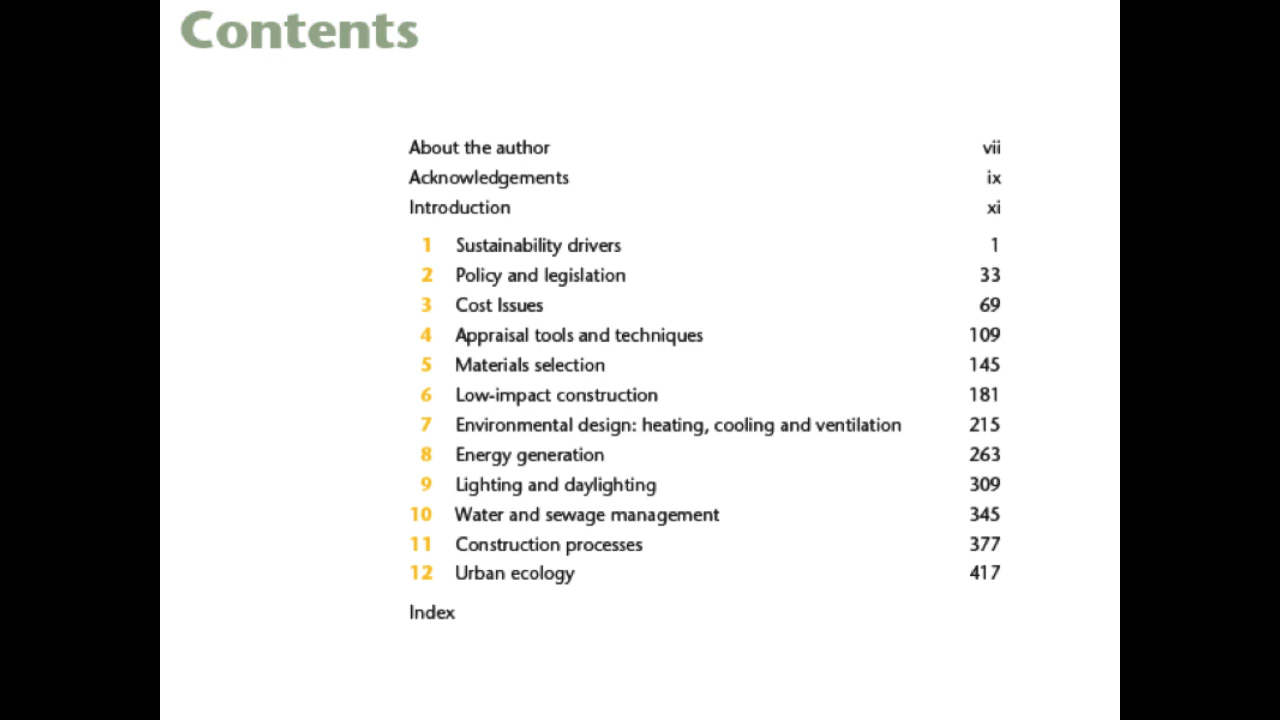 Contents
About the author vii
Acknowledgements ix
Introduction xi
1 Sustainability drivers 1
2 Policy and legislation 33
3 Cost Issues 69
4 Appraisal tools and techniques 109
5 Materials selection 145
6 Low-impact construction 181
7 Environmental design: heating, cooling and ventilation 215
8 Energy generation 263
9 Lighting and daylighting 309
10 Water and sewage management 345
11 Construction processes 377
12 Urban ecology 417
Index